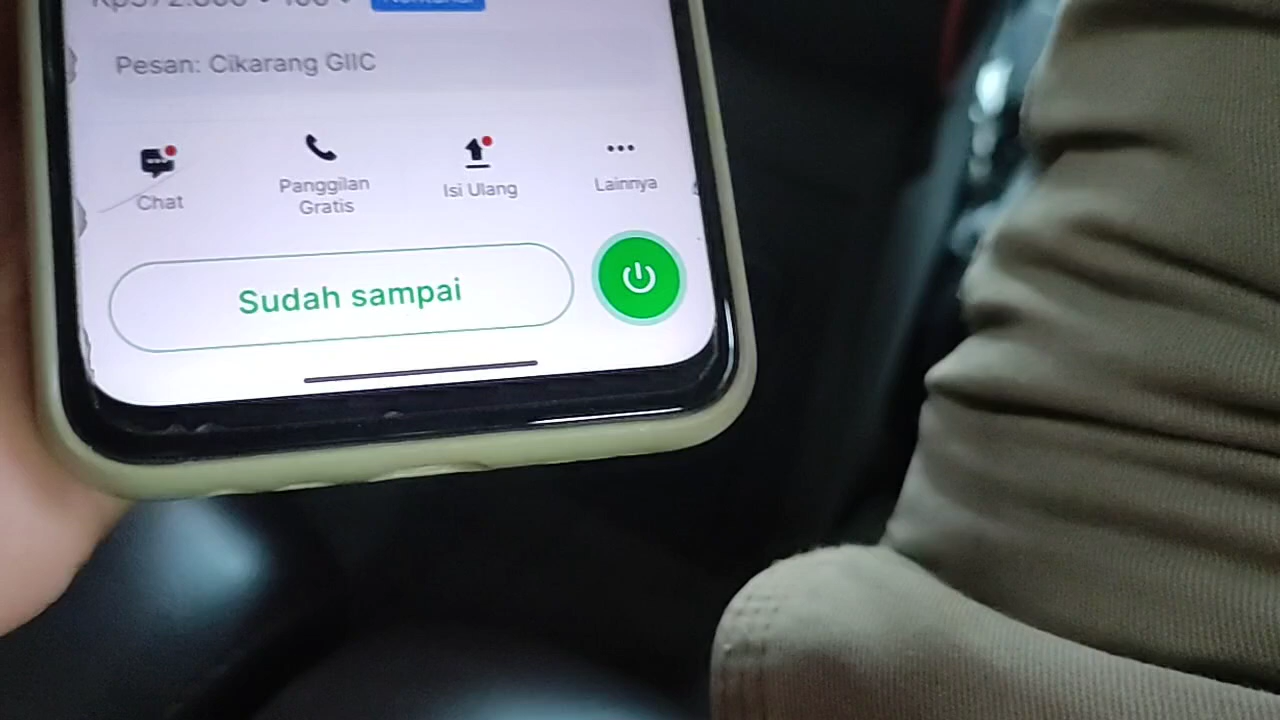 Pesan: Cikarang GIIC
Chat
Panggilan
Gratis
Isi Ulang
Lainnya
Sudah sampai